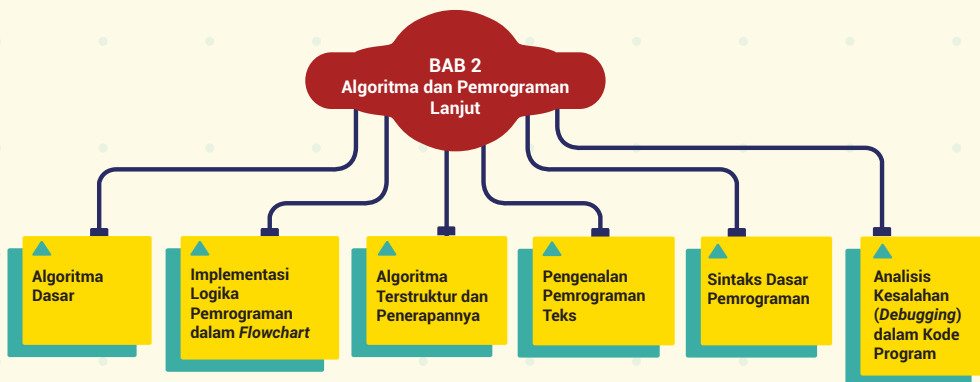 BAB 2
Algoritma dan Pemrograman
Lanjut
Algoritma
Dasar
Implementasi
Logika
Pemrograman
dalam Flowchart
Algoritma
Terstruktur dan
Penerapannya
Pengenalan
Pemrograman
Teks
Sintaks Dasar
Pemrograman
Analisis
Kesalahan
(Debugging)
dalam Kode
Program